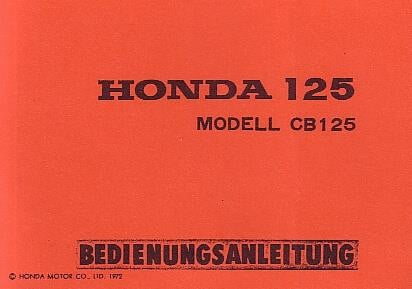 HONDA 125
MODELL CB125
BEDIENUNGSANLEITUNG
© HONDA MOTOR CO., LTD. 1972